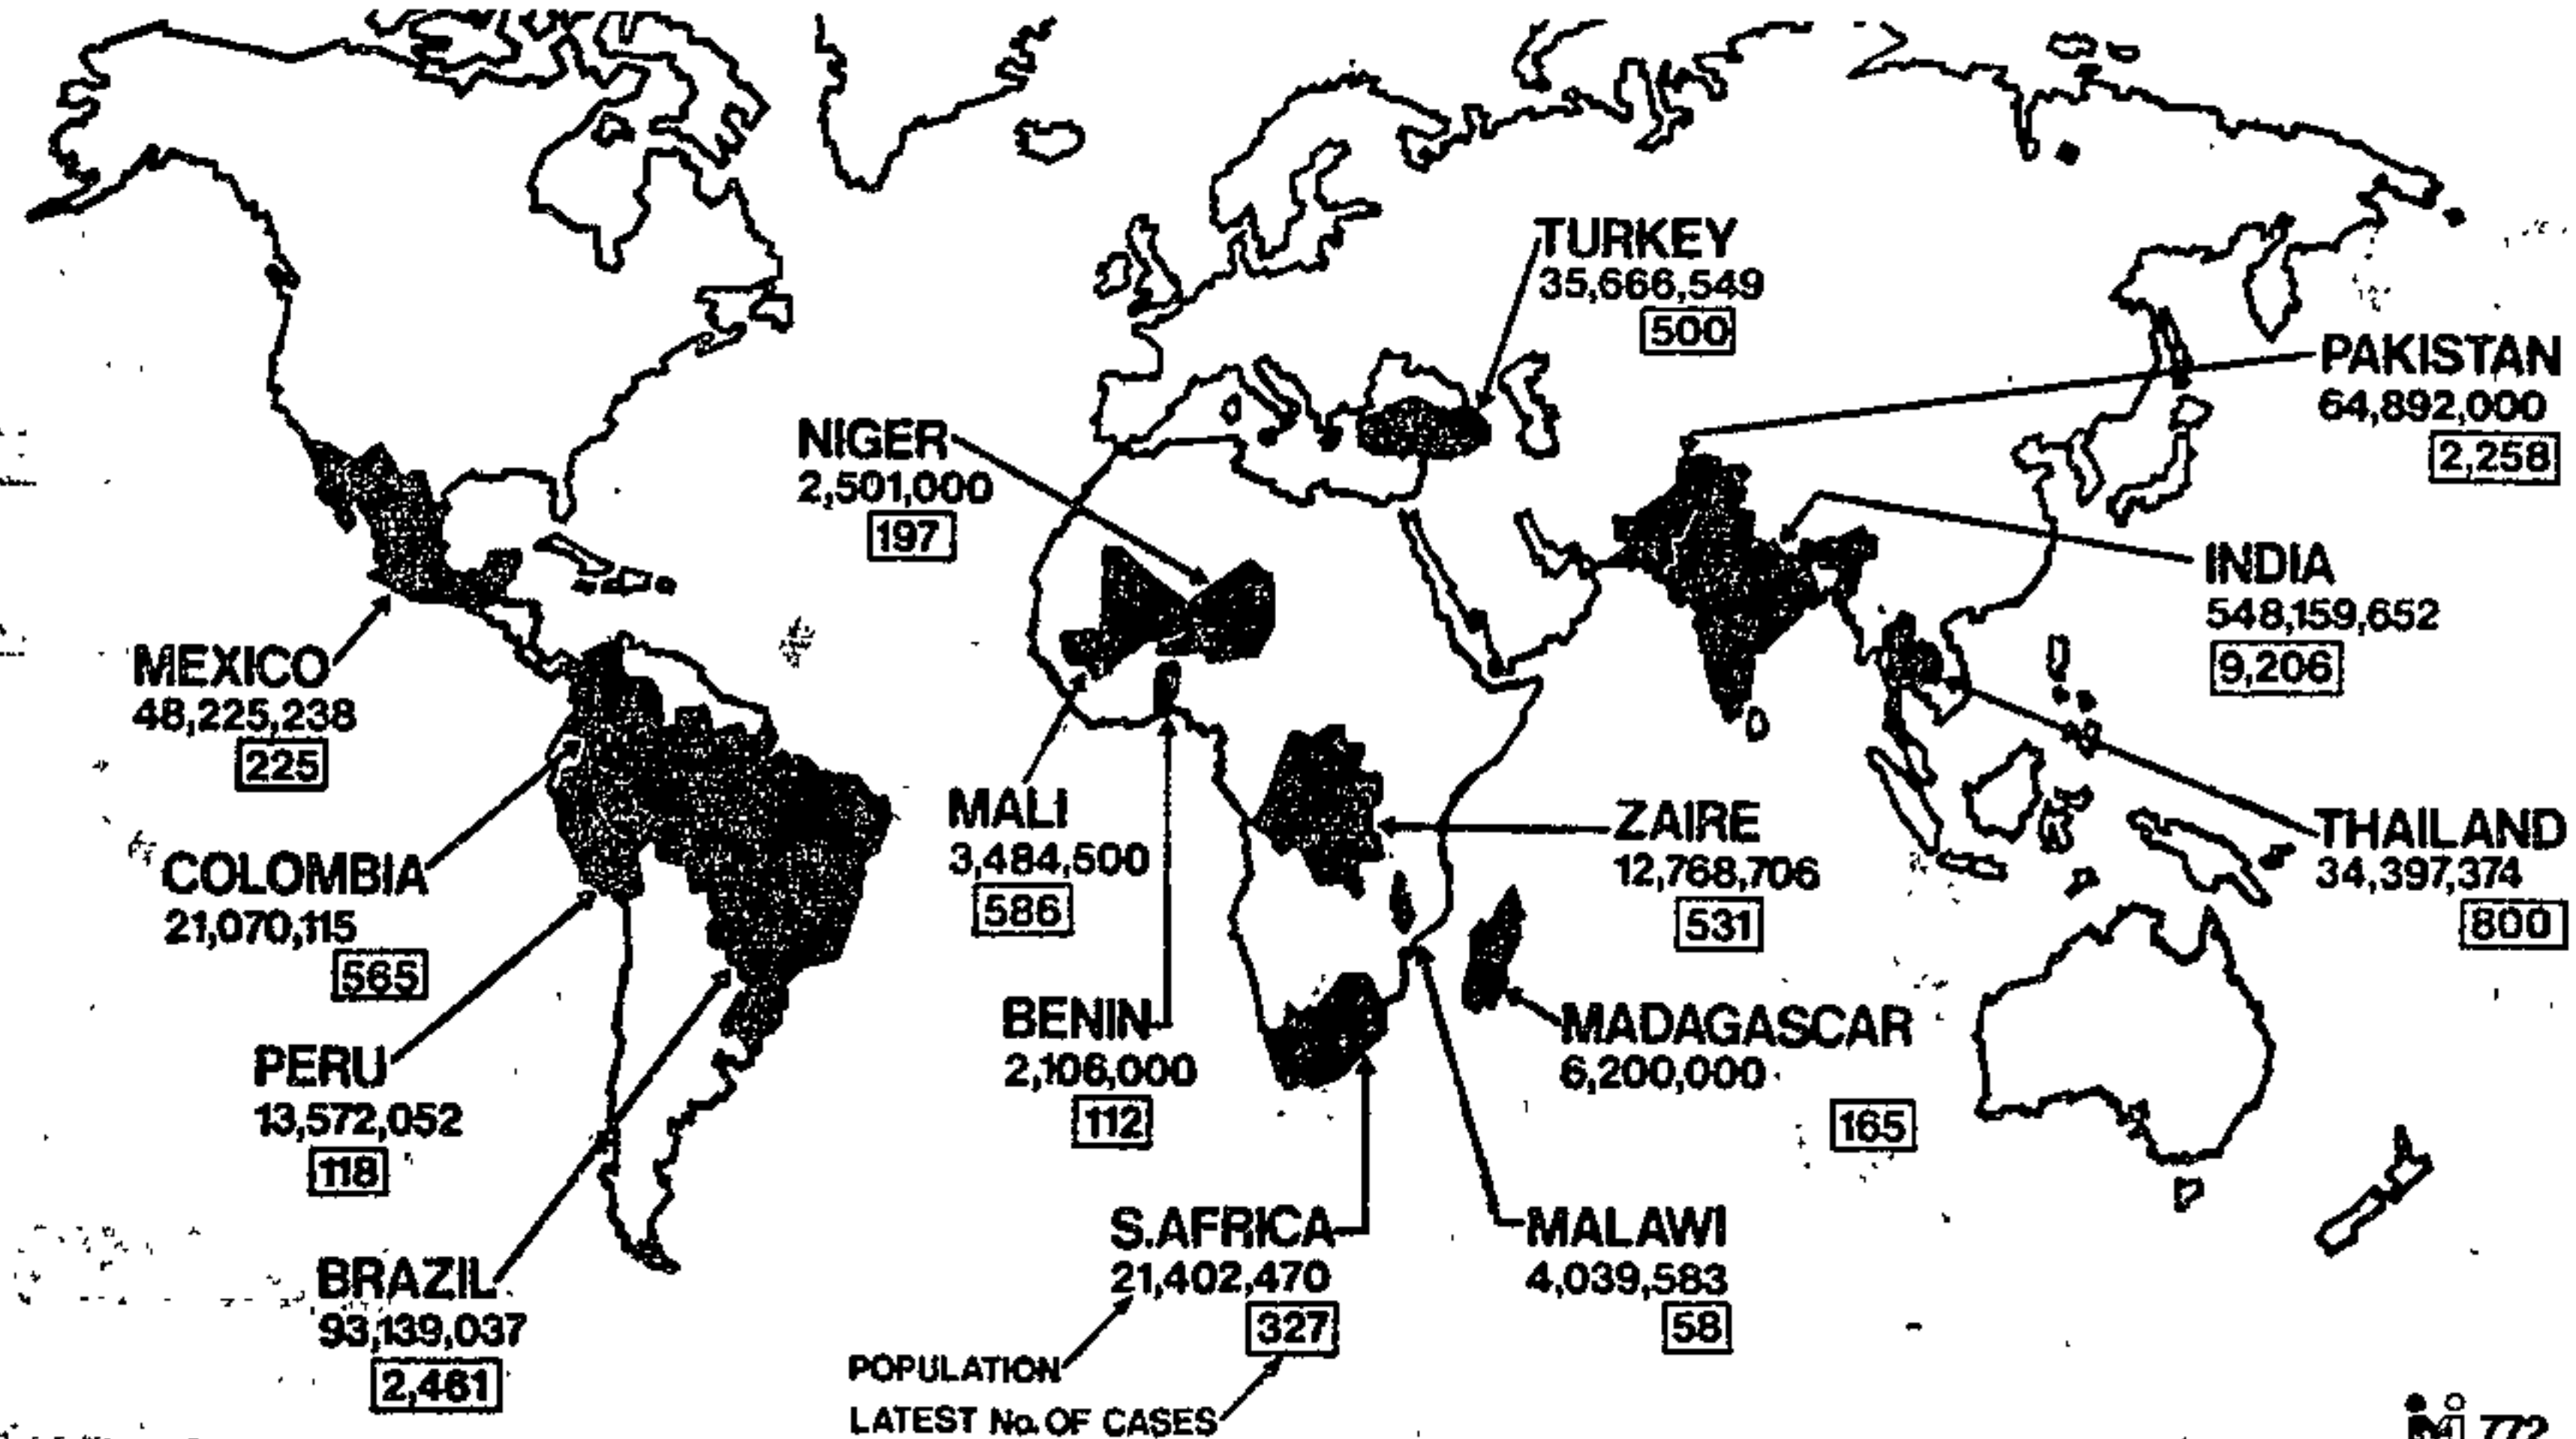 TURKEY
35,666,549
500
PAKISTAN
64,892,000
2,258
NIGER
2,501,000
197
INDIA
548,159,652
9,206
MEXICO
48,225,238
225
MALI
3,484,500
586
ZAIRE
12,768,706
531
THAILAND
34,397,374
800
COLOMBIA
21,070,115
565
BENIN
2,106,000
112
MADAGASCAR
6,200,000
165
PERU
13,572,052
118
S.AFRICA
21,402,470
327
MALAWI
4,039,583
58
BRAZIL
93,139,037
2,461
POPULATION
LATEST No. OF CASES
772